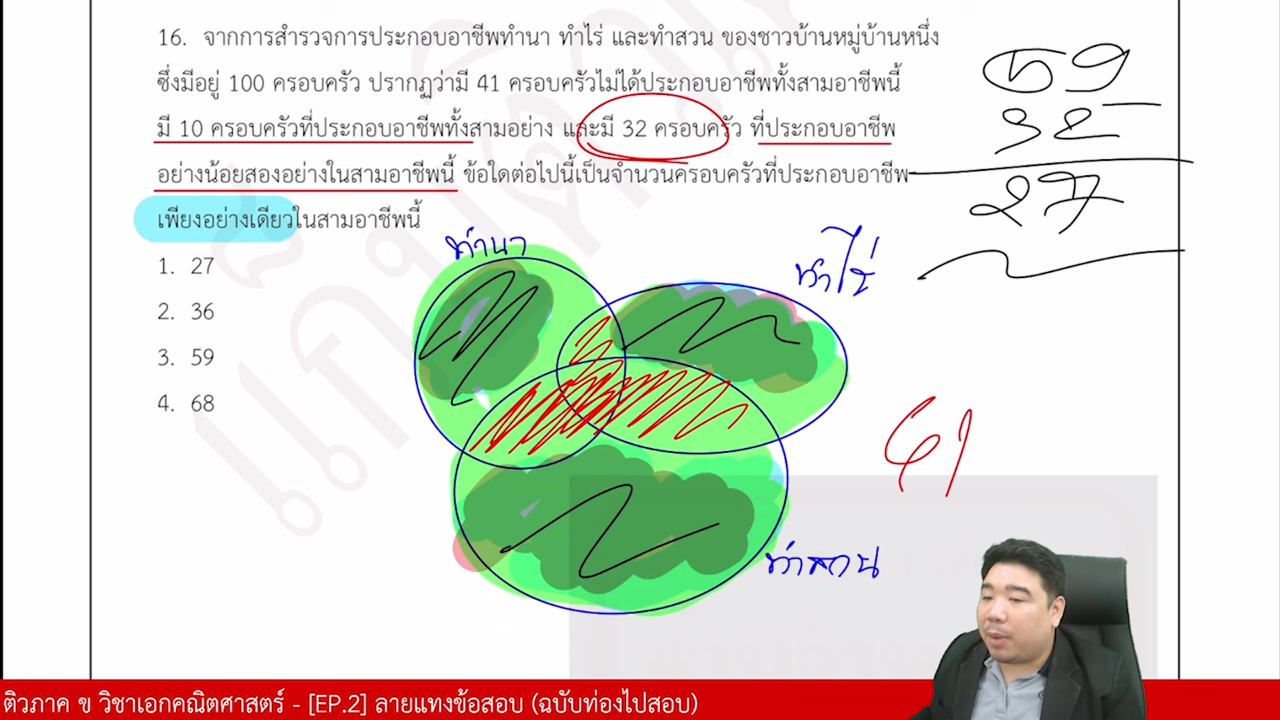 16. จากการสำรวจการประกอบอาชีพทำนา ทำไร่ และทำสวน ของชาวบ้านหมู่บ้านหนึ่ง
ซึ่งมีอยู่ 100 ครอบครัว ปรากฏว่ามี 41 ครอบครัวไม่ได้ประกอบอาชีพทั้งสามอาชีพนี้
มี 10 ครอบครัวที่ประกอบอาชีพทั้งสามอย่าง และมี 32 ครอบครัว ที่ประกอบอาชีพ
อย่างน้อยสองอย่างในสามอาชีพนี้ ข้อใดต่อไปนี้เป็นจำนวนครอบครัวที่ประกอบอาชีพ
เพียงอย่างเดียวในสามอาชีพนี้
1. 27
2. 36
3. 59
4. 68
59
32
27
ทำนา
ทำไร่
41
ทำสวน
ติวภาค ข วิชาเอกคณิตศาสตร์ - [EP.2] ลายแทงข้อสอบ (ฉบับท่องไปสอบ)